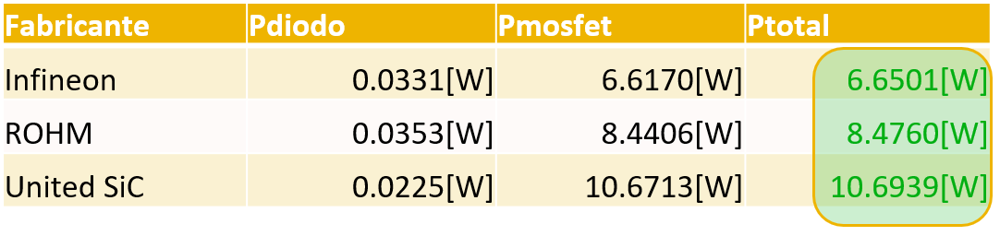 Fabricante Pdiodo Pmosfet Ptotal
Infineon 0.0331[W] 6.6170[W] 6.6501[W]
ROHM 0.0353[W] 8.4406[W] 8.4760[W]
United SiC 0.0225[W] 10.6713[W] 10.6939[W]